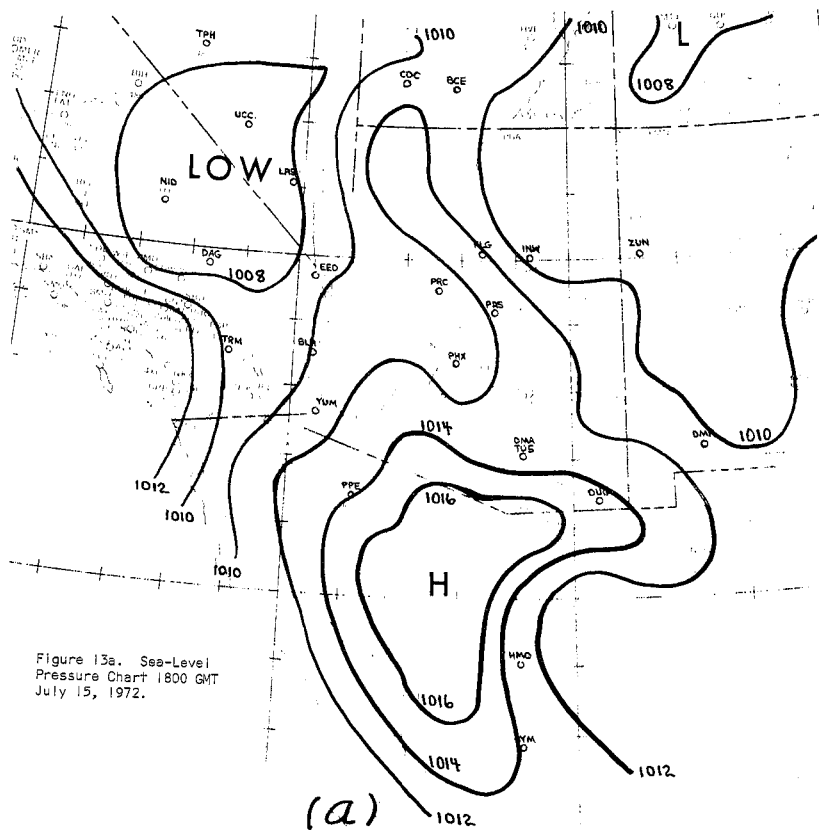 TPH
1010
1010
L
CDC
BCE
1008
UCC
LOW
LAS
NID
FLG
INW
ZUN
DAG
1008
EED
PRC
PRS
TRM
BLH
PHX
YUM
1014
DMA
TUS
DMN
1010
PPE
1016
DUG
1012
1010
1010
H
Figure 13a. Sea-Level
Pressure Chart 1800 GMT
July 15, 1972.
HMO
1016
YM
1014
1012
1012
(a)